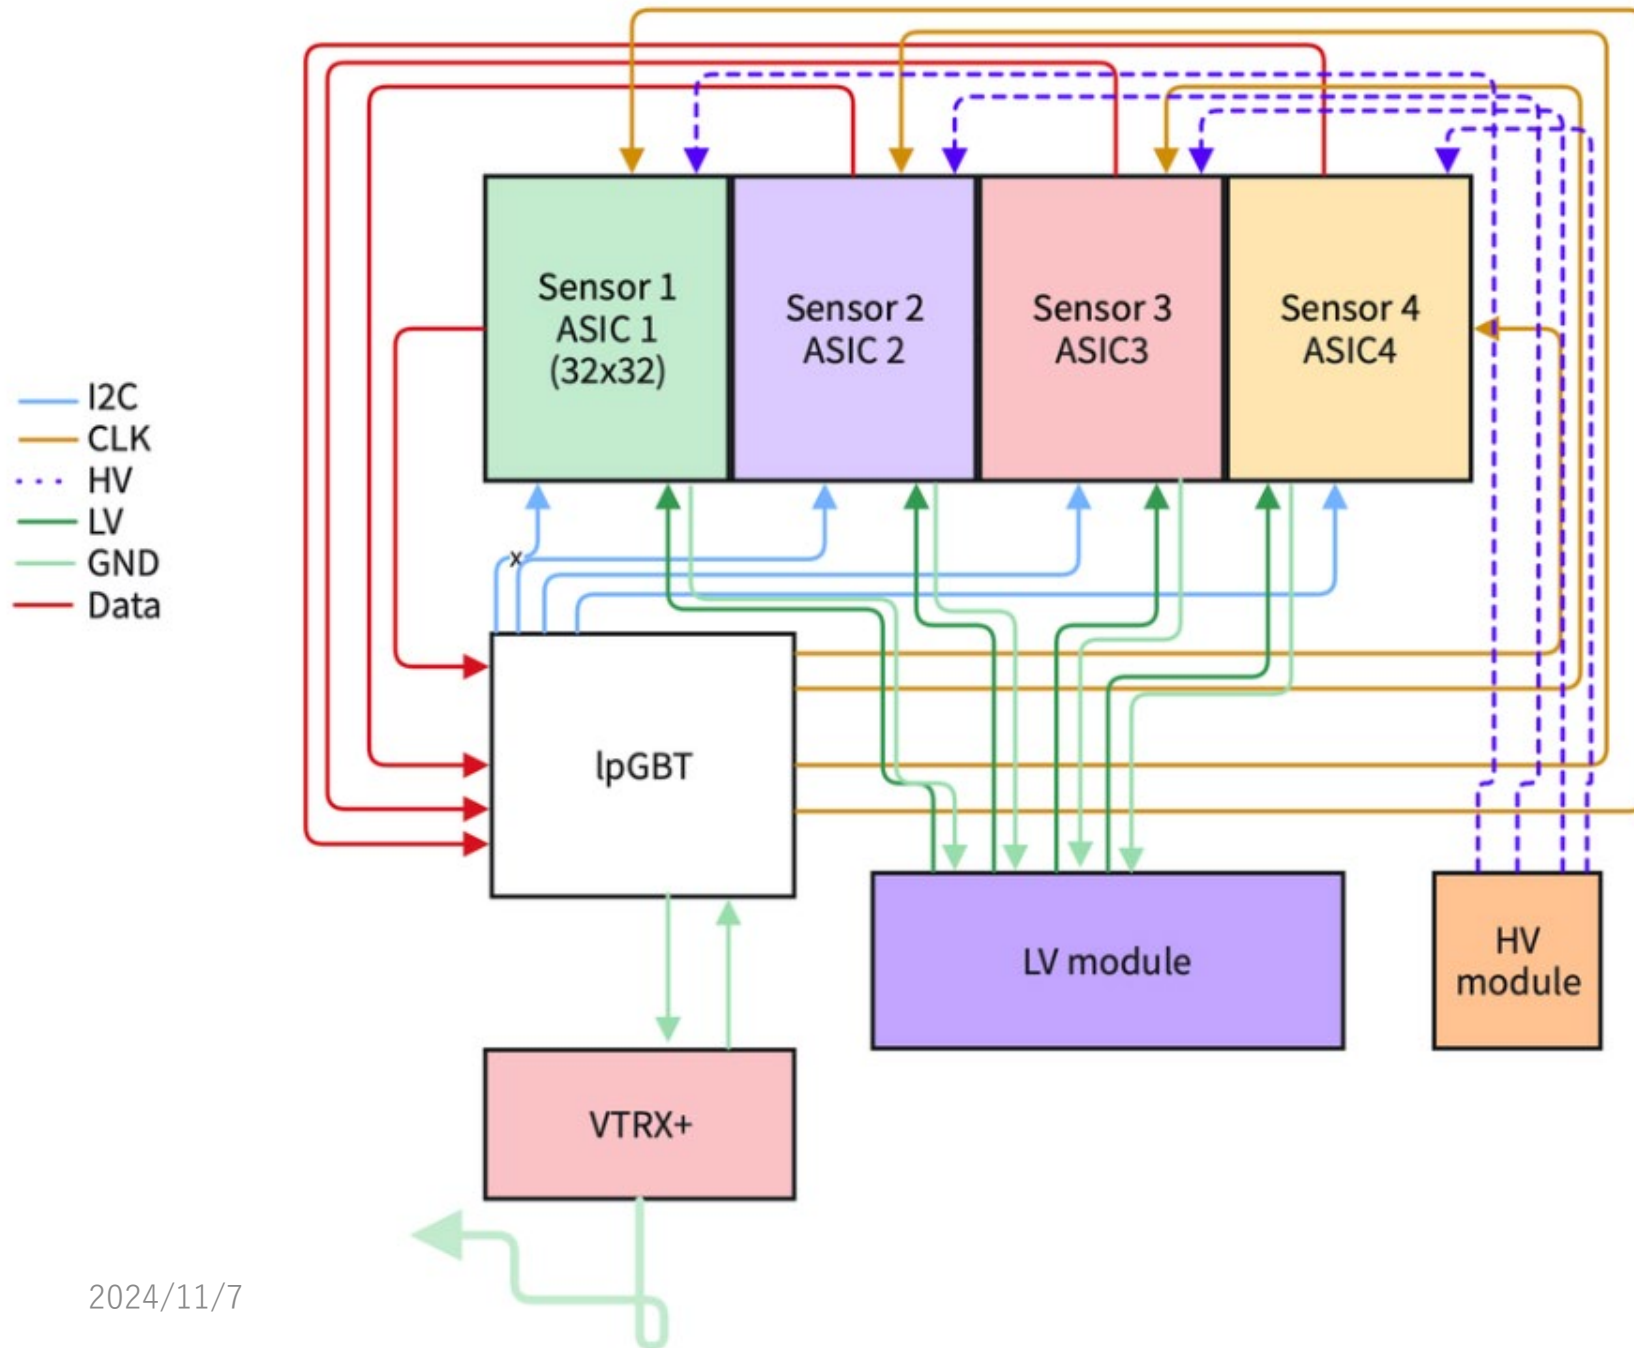 Sensor 1
ASIC 1
(32x32)
Sensor 2
ASIC 2
Sensor 3
ASIC3
Sensor 4
ASIC4
I2C
CLK
HV
LV
GND
Data
x
lpGBT
LV module
HV
module
VTRX+
2024/11/7